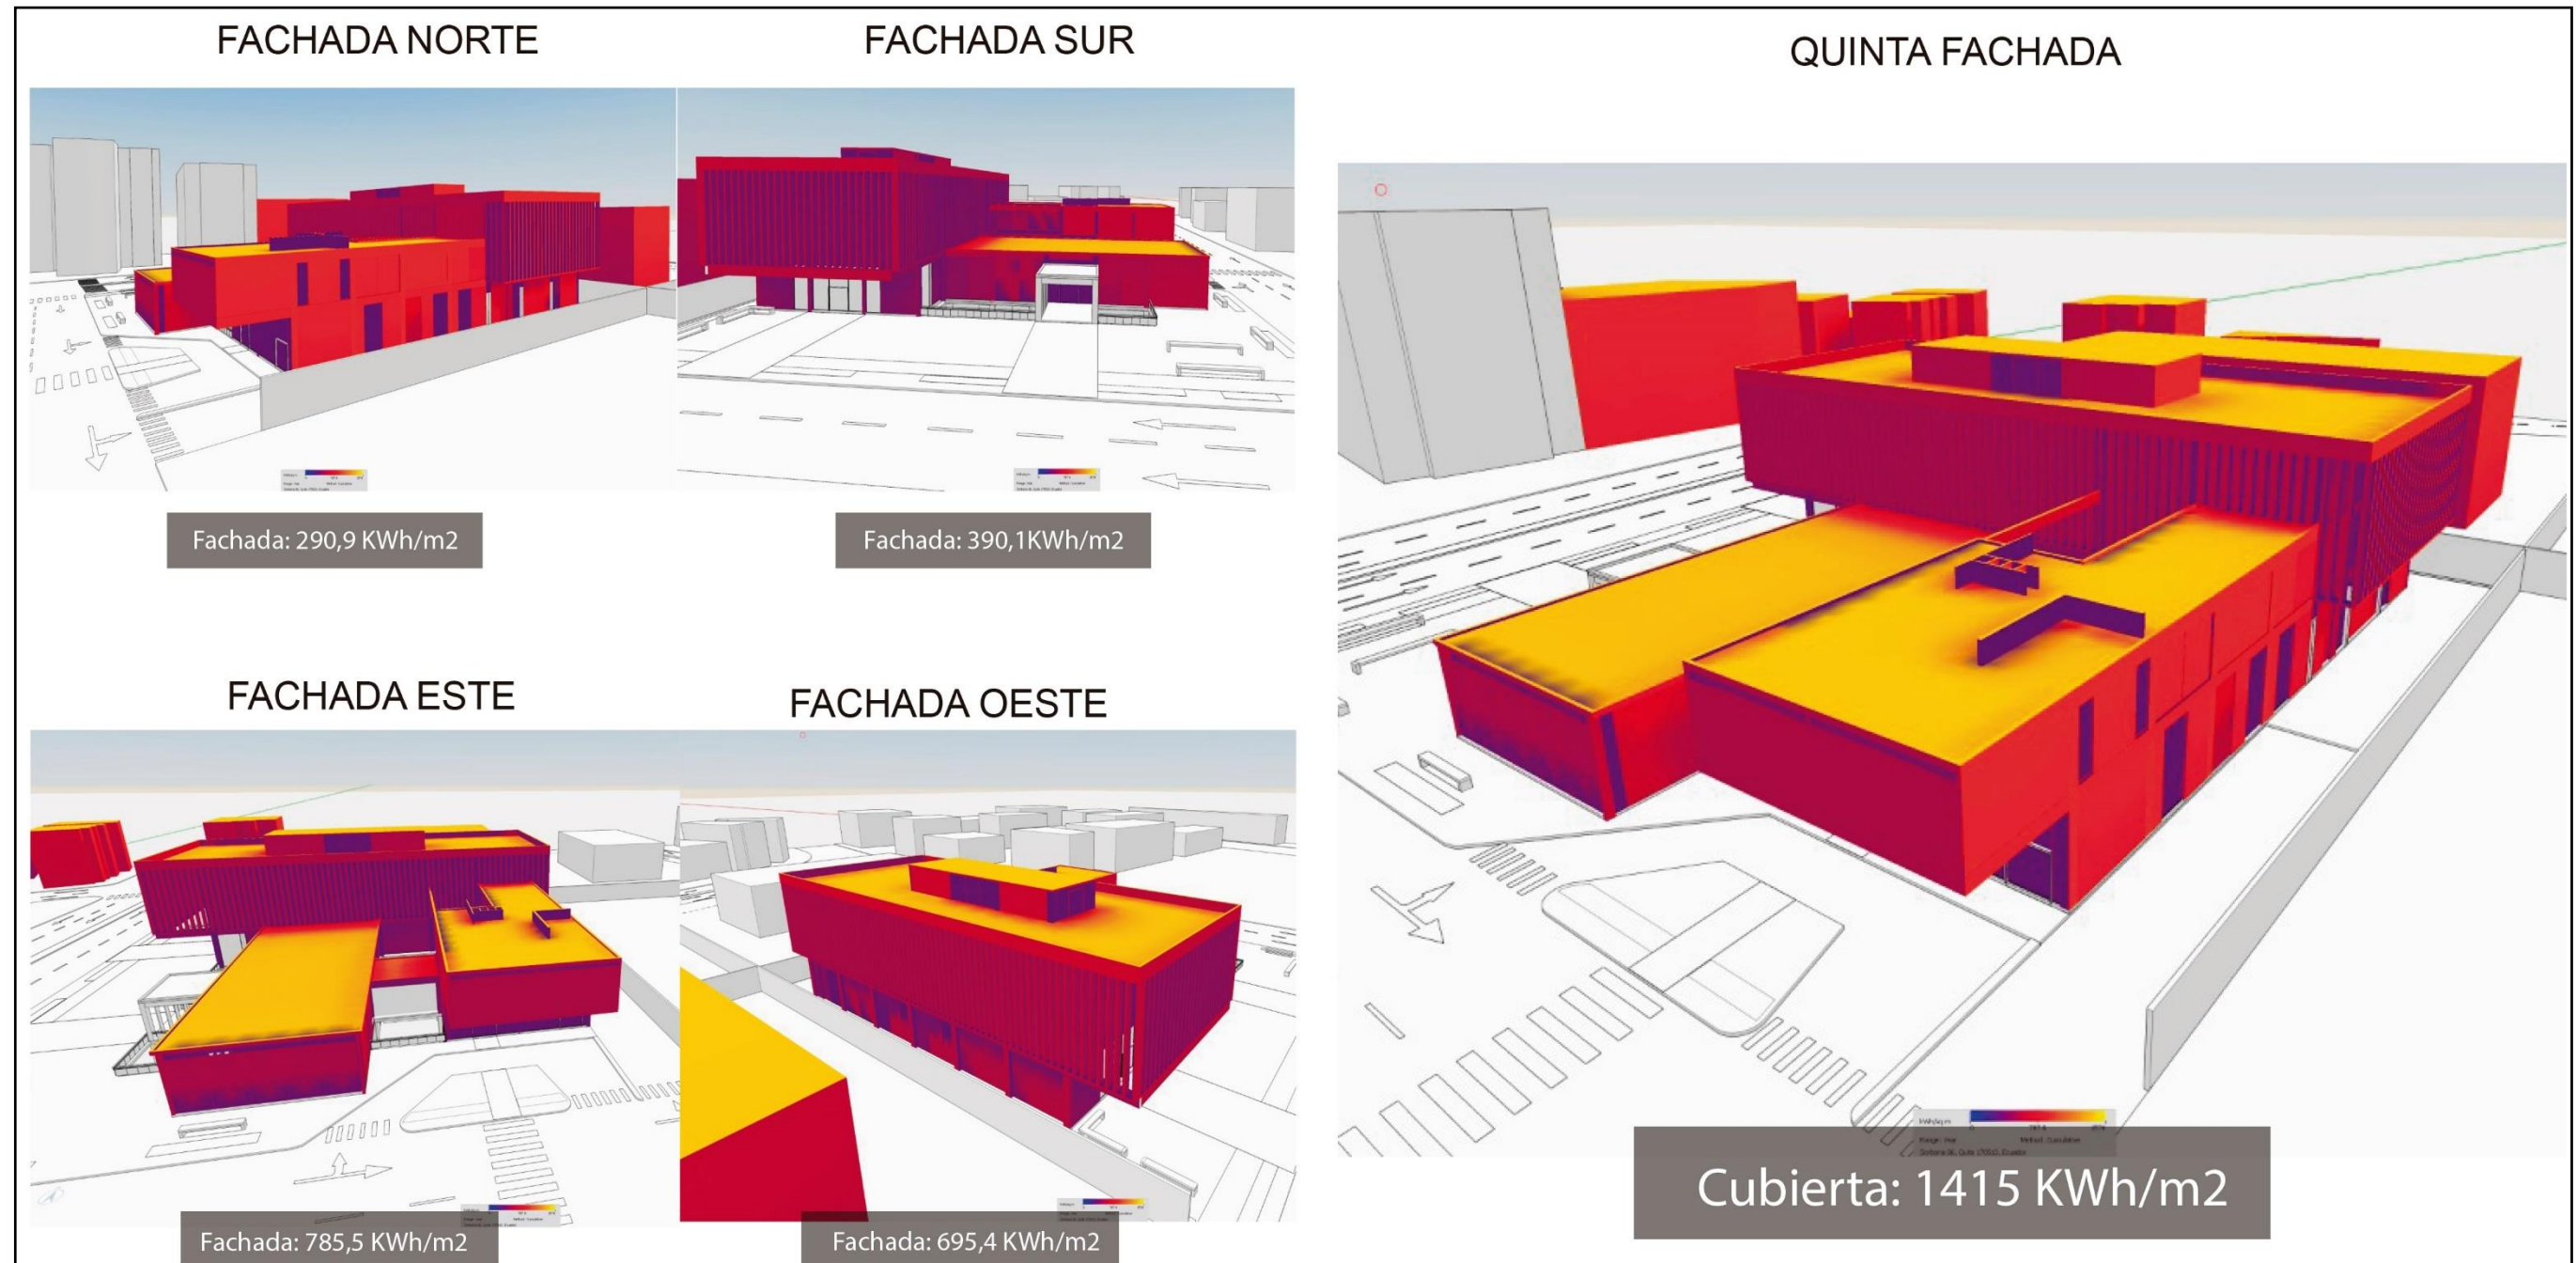 FACHADA NORTE
FACHADA SUR
QUINTA FACHADA
Fachada: 290,9 KWh/m2
Fachada: 390,1KWh/m2
FACHADA ESTE
FACHADA OESTE
Fachada: 785,5 KWh/m2
Fachada: 695,4 KWh/m2
Cubierta: 1415 KWh/m2